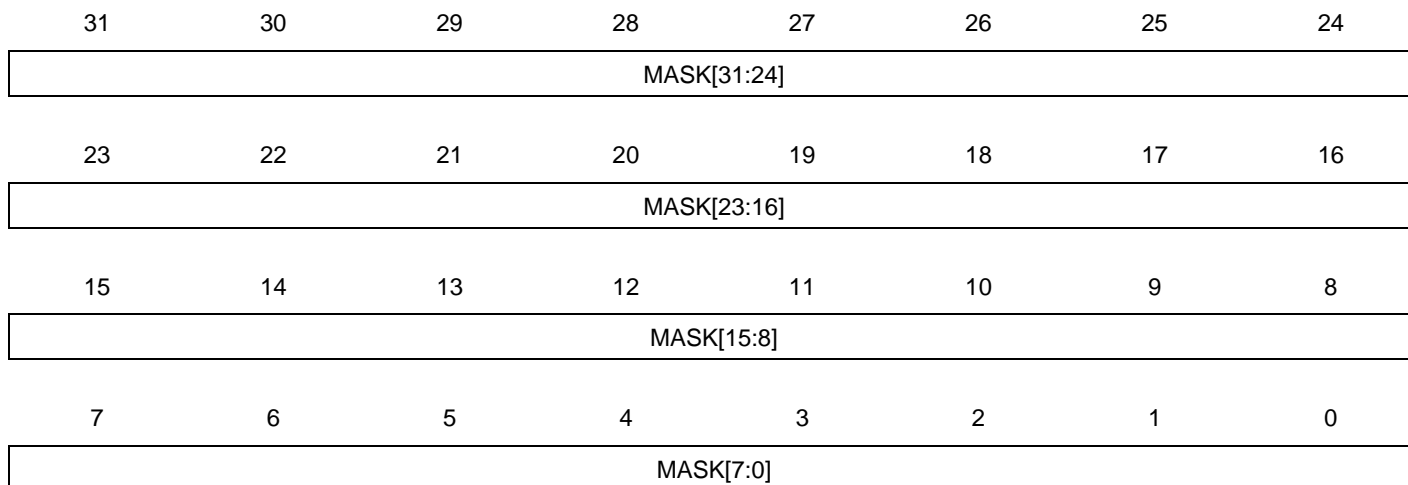 31 30 29 28 27 26 25 24
MASK[31:24]
23 22 21 20 19 18 17 16
MASK[23:16]
15 14 13 12 11 10 9 8
MASK[15:8]
7 6 5 4 3 2 1 0
MASK[7:0]